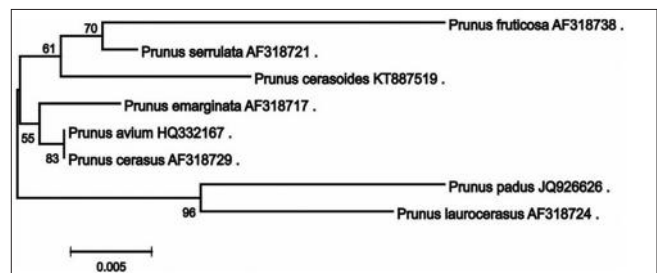 70
Prunus fruticosa AF318738 .
Prunus serrulata AF318721 .
61
Prunus cerasoides KT887519 .
Prunus emarginata AF318717 .
55
Prunus avium HQ332167 .
83
Prunus cerasus AF318729 .
Prunus padus JQ926626 .
96
Prunus laurocerasus AF318724 .
0.005